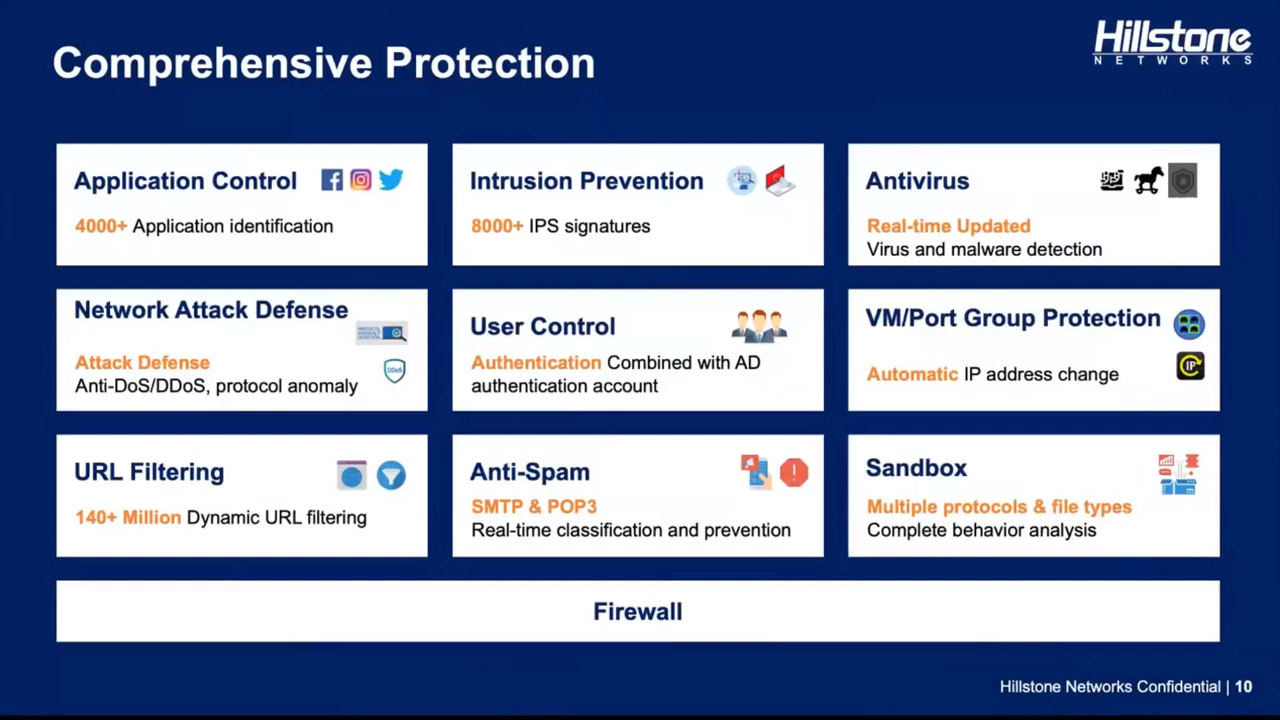 Comprehensive Protection
Hillstone
NETWORKS
Application Control
4000+ Application identification
Intrusion Prevention
8000+ IPS signatures
Antivirus
Real-time Updated
Virus and malware detection
Network Attack Defense
Attack Defense
Anti-DoS/DDoS, protocol anomaly
DDoS
User Control
Authentication Combined with AD
authentication account
VM/Port Group Protection
Automatic IP address change
IP
URL Filtering
140+ Million Dynamic URL filtering
Anti-Spam
SMTP & POP3
Real-time classification and prevention
Sandbox
Multiple protocols & file types
Complete behavior analysis
Firewall
Hillstone Networks Confidential | 10